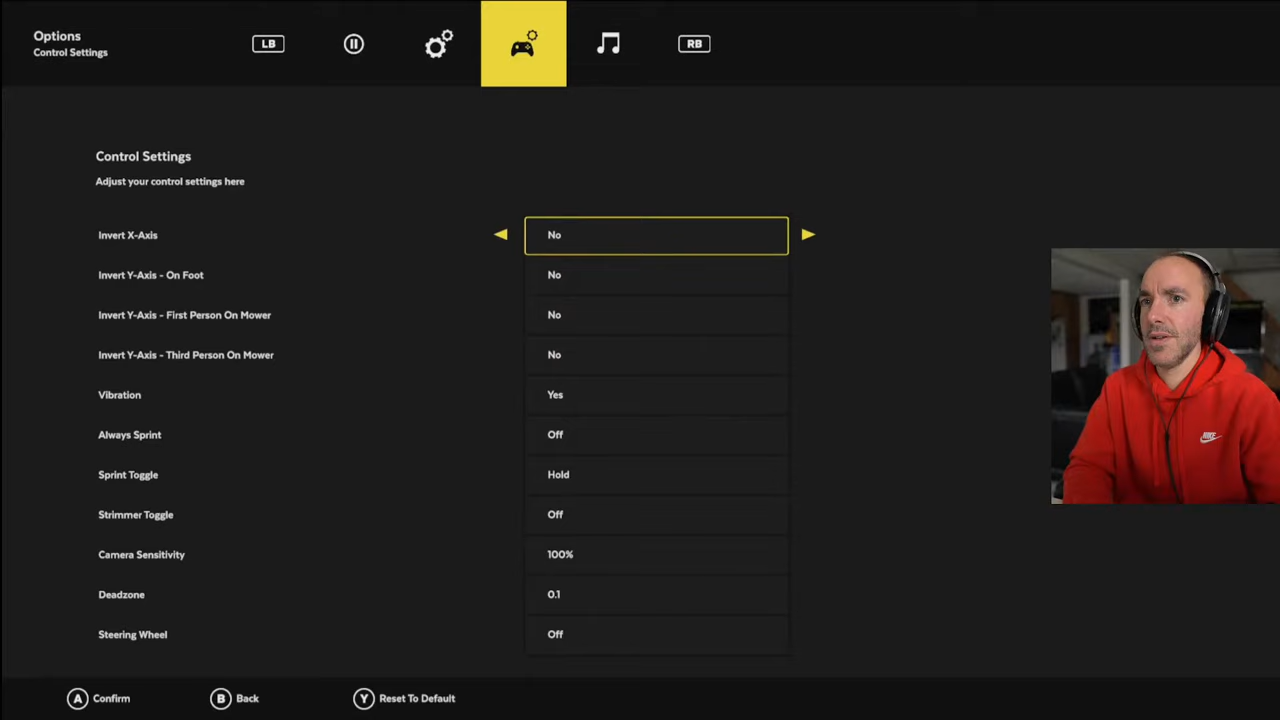 Options
Control Settings
LB
RB
Control Settings
Adjust your control settings here
Invert X-Axis No
Invert Y-Axis - On Foot No
Invert Y-Axis - First Person On Mower No
Invert Y-Axis - Third Person On Mower No
Vibration Yes
Always Sprint Off
Sprint Toggle Hold
Strimmer Toggle Off
Camera Sensitivity 100%
Deadzone 0.1
Steering Wheel Off
NIKE
A Confirm B Back Y Reset To Default